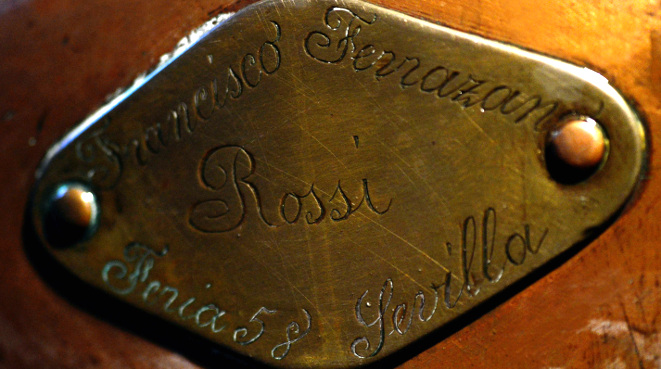 Francisco Ferrazano
Rossi
Feria 58 Sevilla